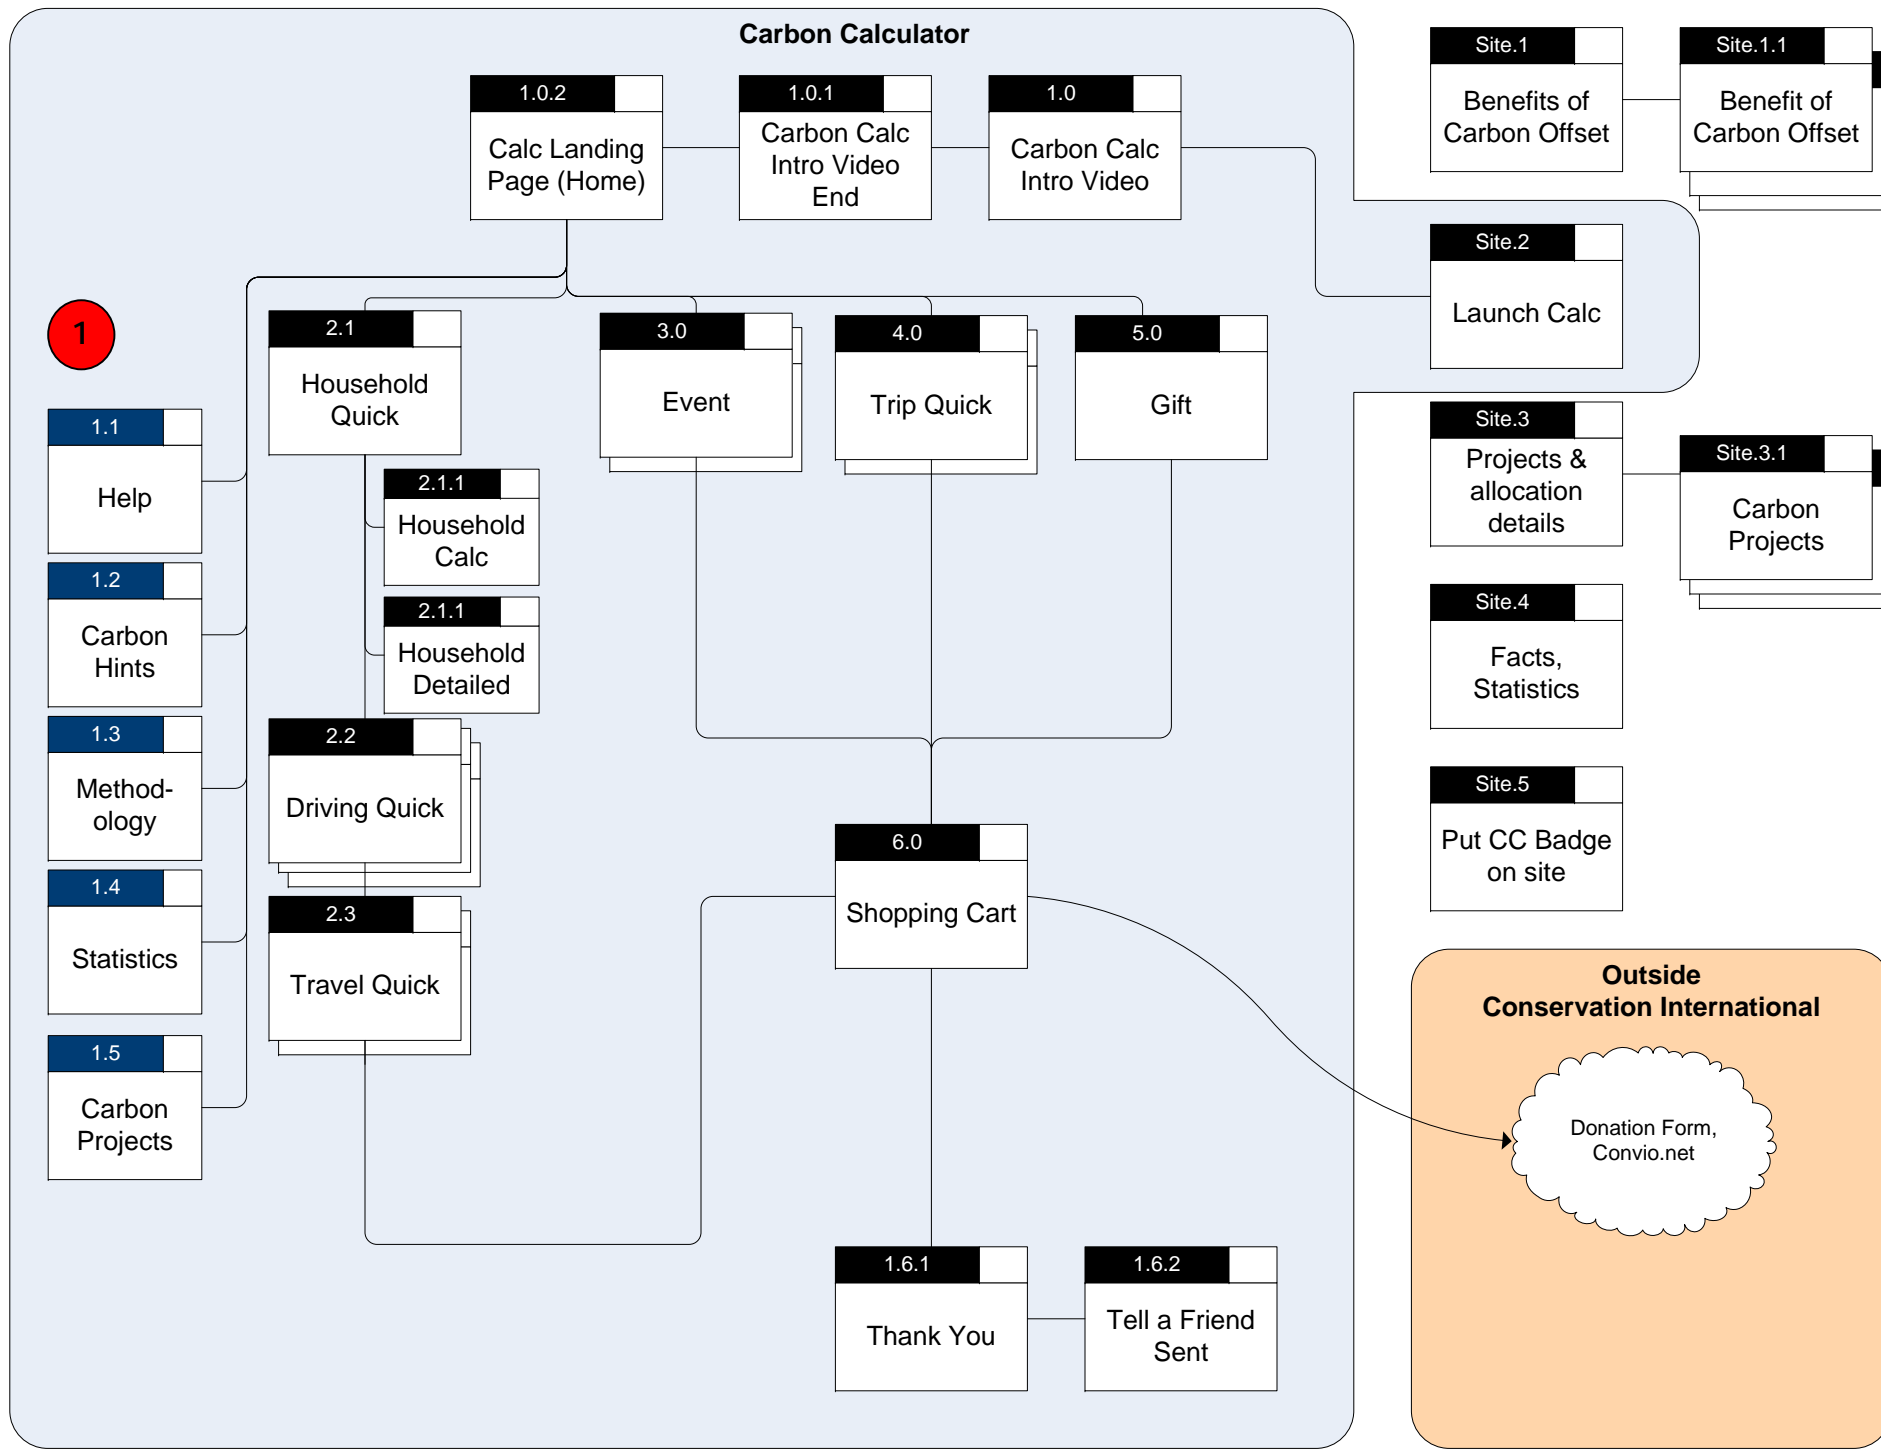 Carbon Calculator
1.0.2
Calc Landing
Page (Home)
1.0.1
Carbon Calc
Intro Video
End
1.0
Carbon Calc
Intro Video
Site.1
Benefits of
Carbon Offset
Site.1.1
Benefit of
Carbon Offset
Site.2
Launch Calc
1
2.1
Household
Quick
3.0
Event
4.0
Trip Quick
5.0
Gift
1.1
Help
2.1.1
Household
Calc
Site.3
Projects &
allocation
details
Site.3.1
Carbon
Projects
1.2
Carbon
Hints
2.1.1
Household
Detailed
Site.4
Facts,
Statistics
1.3
Method-
ology
2.2
Driving Quick
Site.5
Put CC Badge
on site
1.4
Statistics
2.3
Travel Quick
6.0
Shopping Cart
1.5
Carbon
Projects
Outside
Conservation International
Donation Form,
Convio.net
1.6.1
Thank You
1.6.2
Tell a Friend
Sent